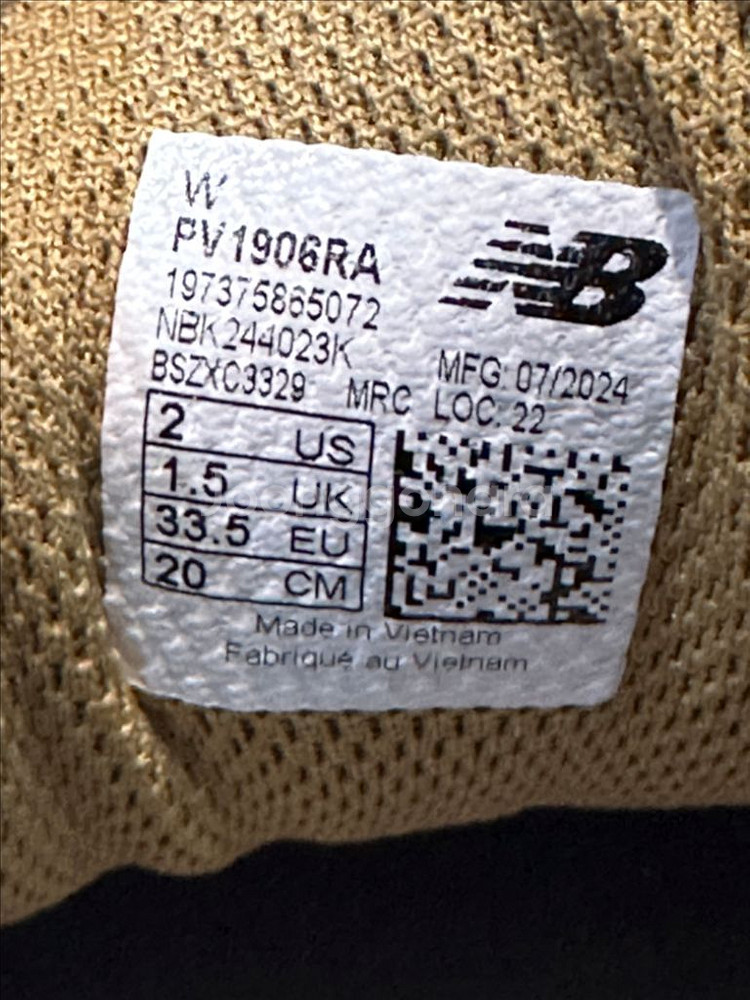 W
PV1906RA
197375865072
NBK244023K
BSZXC3329
MRC
NB
MFG: 07/2024
LOC: 22
2 US
1.5 UK
33.5 EU
20 CM
Made in Vietnam
Fabriqué au Vietnam